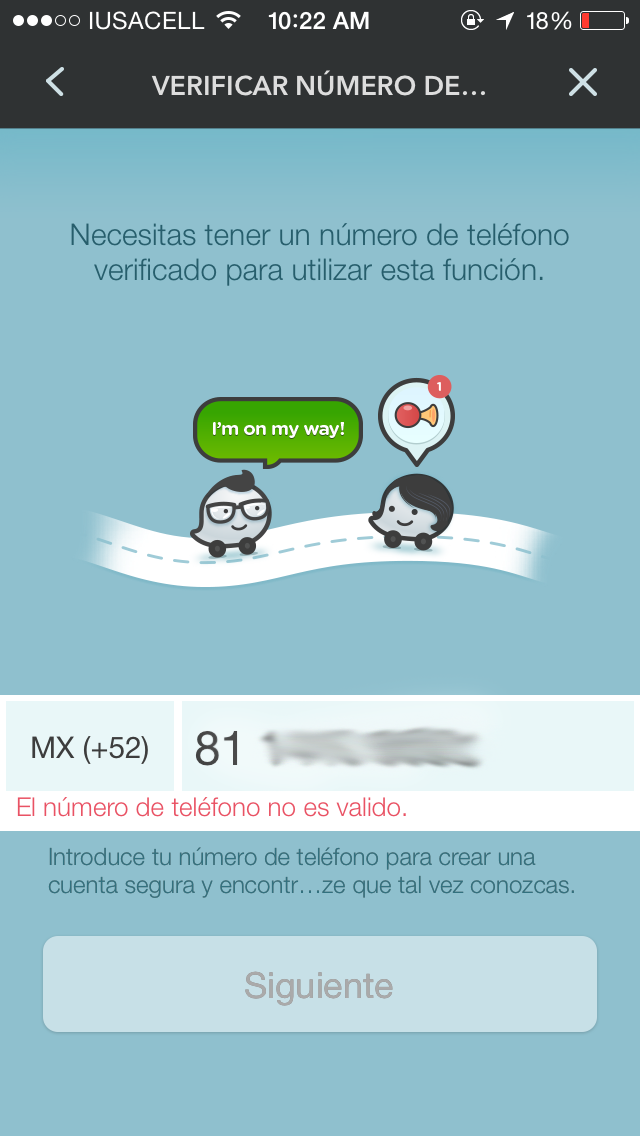 IUSACELL 10:22 AM 18%
VERIFICAR NÚMERO DE...
Necesitas tener un número de teléfono
verificado para utilizar esta función.
1
I'm on my way!
MX (+52) 81
El número de teléfono no es valido.
Introduce tu número de teléfono para crear una
cuenta segura y encontr...ze que tal vez conozcas.
Siguiente